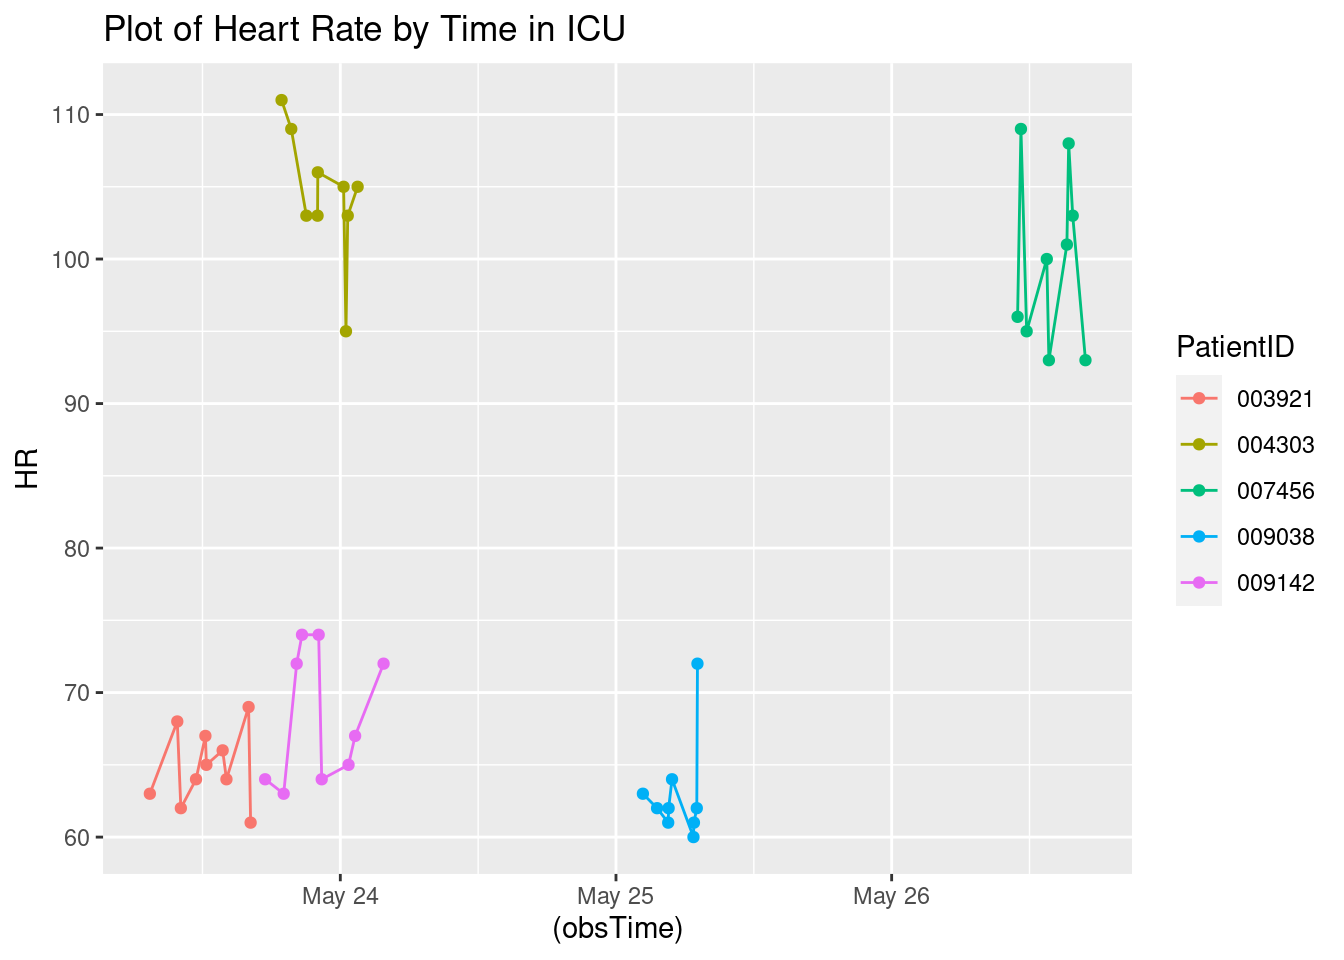 Plot of Heart Rate by Time in ICU
110
100
90
80
70
60
HR
May 24
May 25
May 26
(obsTime)
PatientID
003921
004303
007456
009038
009142